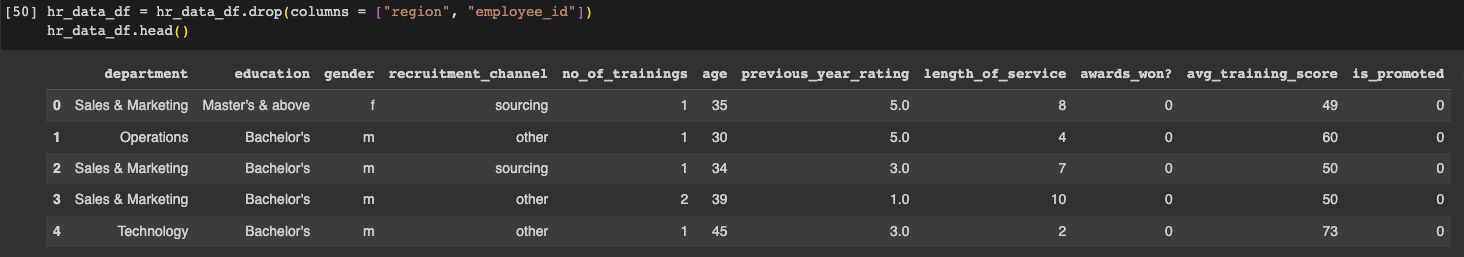 [50] hr_data_df = hr_data_df.drop(columns = ["region", "employee_id"])
hr_data_df.head()
department education gender recruitment_channel no_of_trainings age previous_year_rating length_of_service awards_won? avg_training_score is_promoted
0 Sales & Marketing Master's & above f sourcing 1 35 5.0 8 0 49 0
1 Operations Bachelor's m other 1 30 5.0 4 0 60 0
2 Sales & Marketing Bachelor's m sourcing 1 34 3.0 7 0 50 0
3 Sales & Marketing Bachelor's m other 2 39 1.0 10 0 50 0
4 Technology Bachelor's m other 1 45 3.0 2 0 73 0